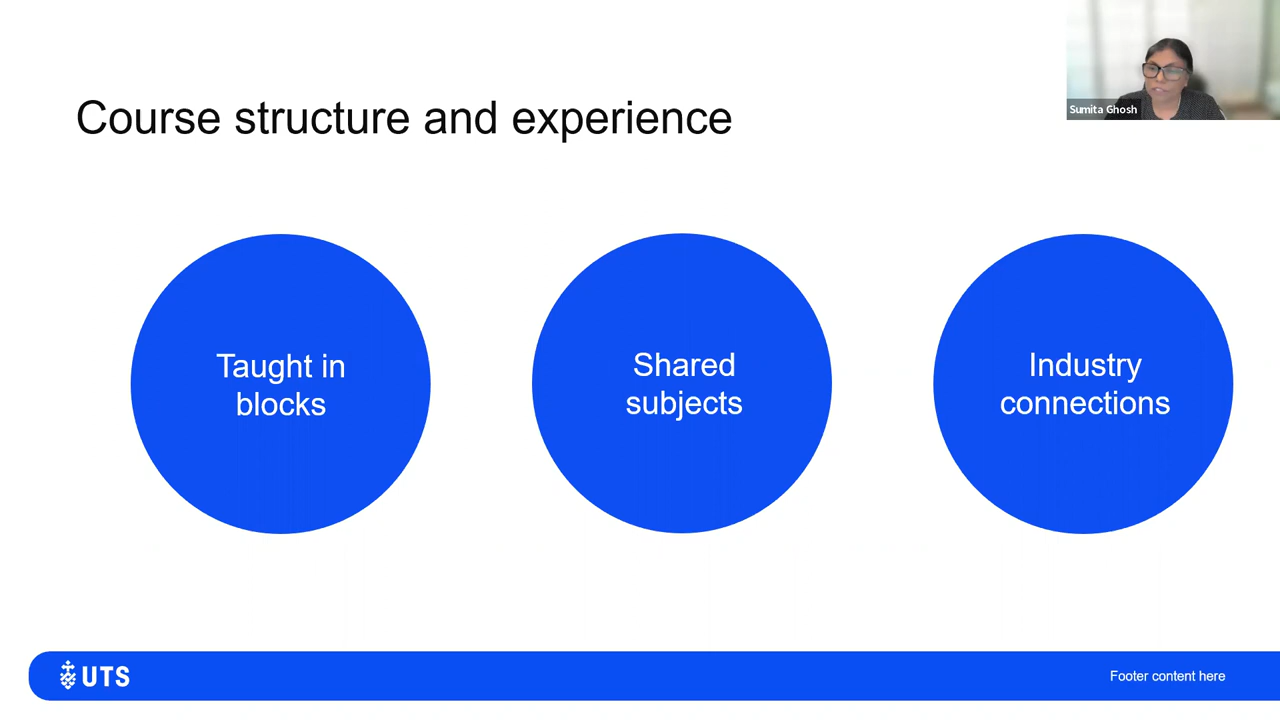 Sumita Ghosh
Course structure and experience
Taught in
blocks
Shared
subjects
Industry
connections
UTS
Footer content here